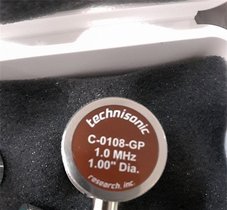 technisonic
C-0108-GP
1.0 MHz
1.00" Dia.
research, inc.